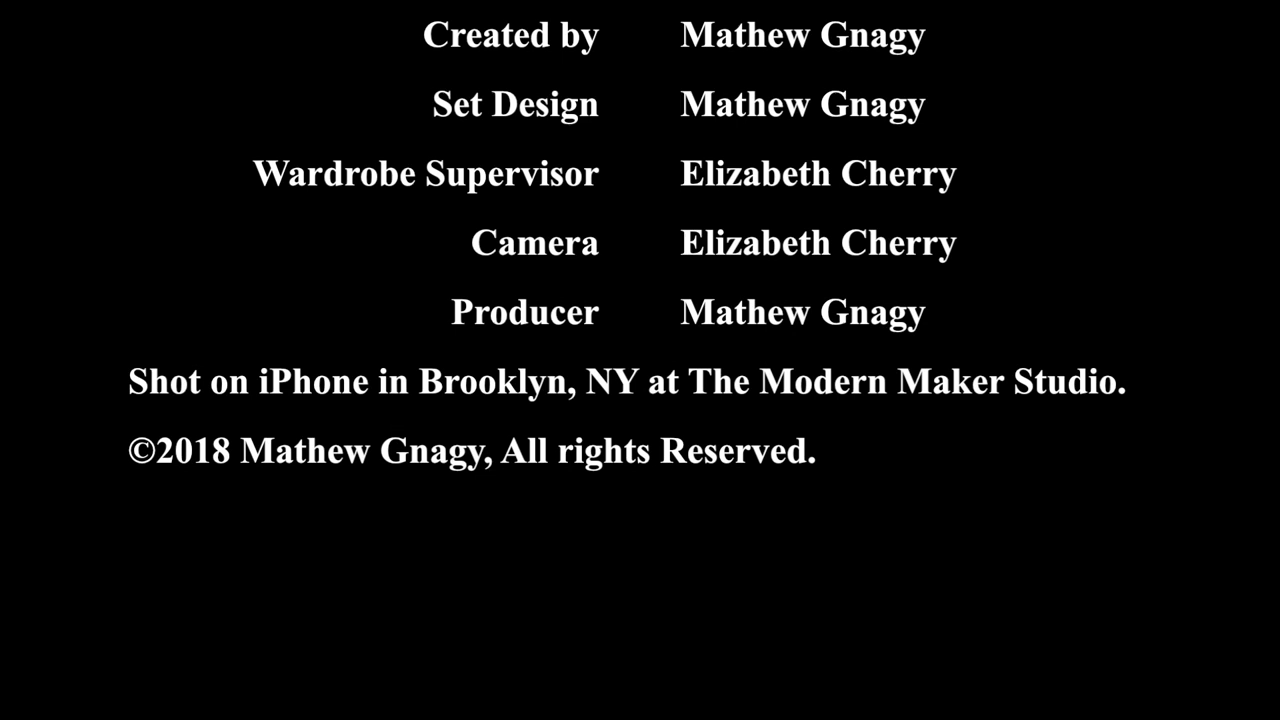 Created by Mathew Gnagy
Set Design Mathew Gnagy
Wardrobe Supervisor Elizabeth Cherry
Camera Elizabeth Cherry
Producer Mathew Gnagy
Shot on iPhone in Brooklyn, NY at The Modern Maker Studio.
©2018 Mathew Gnagy, All rights Reserved.